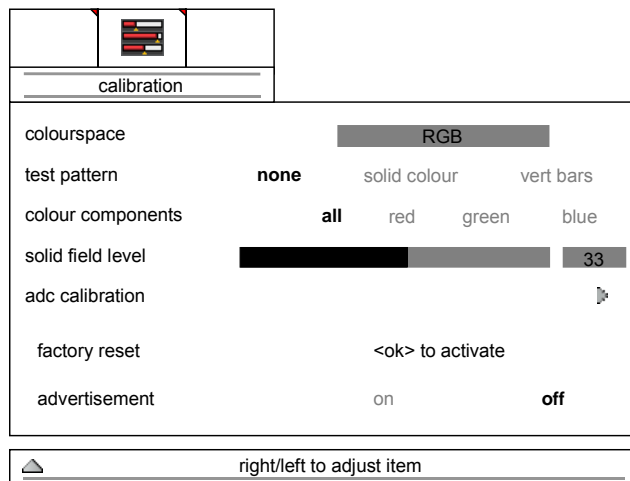 calibration
colourspace RGB
test pattern none solid colour vert bars
colour components all red green blue
solid field level 33
adc calibration
factory reset <ok> to activate
advertisement on off
right/left to adjust item